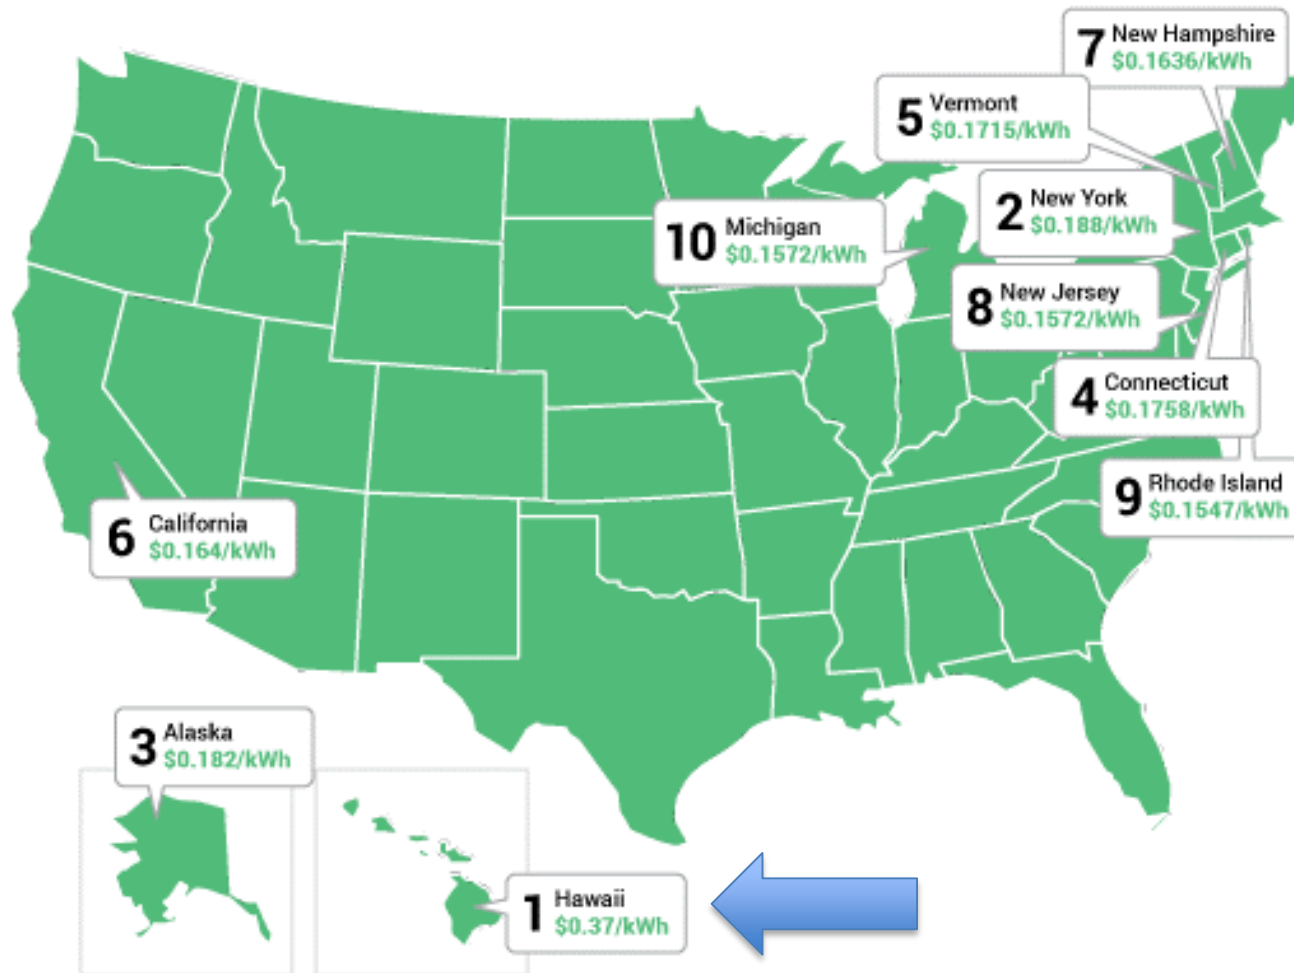 7 New Hampshire
$0.1636/kWh
5 Vermont
$0.1715/kWh
2 New York
$0.188/kWh
10 Michigan
$0.1572/kWh
8 New Jersey
$0.1572/kWh
4 Connecticut
$0.1758/kWh
9 Rhode Island
$0.1547/kWh
6 California
$0.164/kWh
3 Alaska
$0.182/kWh
1 Hawaii
$0.37/kWh